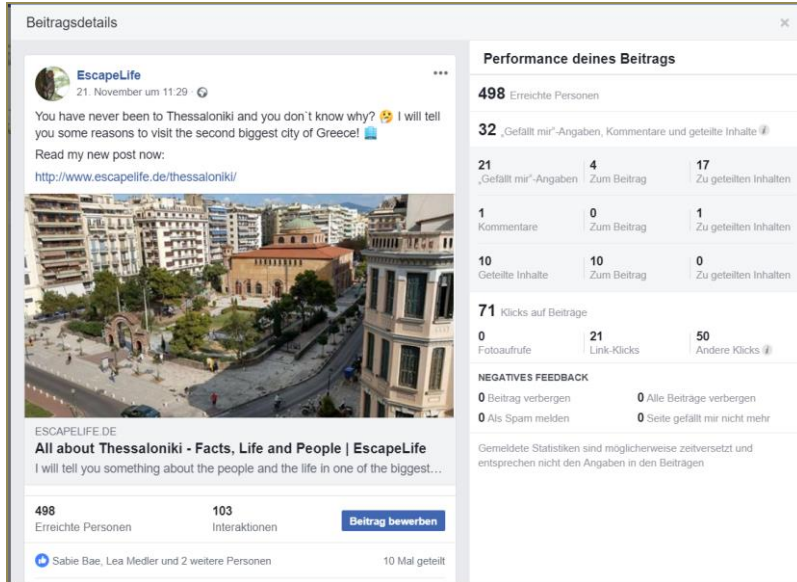 Beitragsdetails
EscapeLife
21. November um 11:29
You have never been to Thessaloniki and you don`t know why? I will tell
you some reasons to visit the second biggest city of Greece!
Read my new post now:
http://www.escapelife.de/thessaloniki/
ESCAPELIFE.DE
All about Thessaloniki - Facts, Life and People | EscapeLife
I will tell you something about the people and the life in one of the biggest…
498
Erreichte Personen
103
Interaktionen
Beitrag bewerben
Sabie Bae, Lea Medler und 2 weitere Personen
10 Mal geteilt
Performance deines Beitrags
498 Erreichte Personen
32 „Gefällt mir“-Angaben, Kommentare und geteilte Inhalte
21
„Gefällt mir“-Angaben
4
Zum Beitrag
17
Zu geteilten Inhalten
1
Kommentare
0
Zum Beitrag
1
Zu geteilten Inhalten
10
Geteilte Inhalte
10
Zum Beitrag
0
Zu geteilten Inhalten
71 Klicks auf Beiträge
0
Fotoaufrufe
21
Link-Klicks
50
Andere Klicks
NEGATIVES FEEDBACK
0 Beitrag verbergen
0 Alle Beiträge verbergen
0 Als Spam melden
0 Seite gefällt mir nicht mehr
Gemeldete Statistiken sind möglicherweise zeitversetzt und
entsprechen nicht den Angaben in den Beiträgen